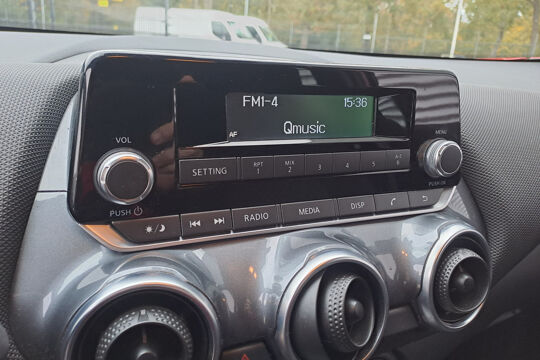 FM1-4 15:36
AF
Qmusic
VOL
MENU
SETTING
RPT 1
MIX 2
3
4
5
A-Z 6
PUSH
PUSH OK
RADIO
MEDIA
DISP